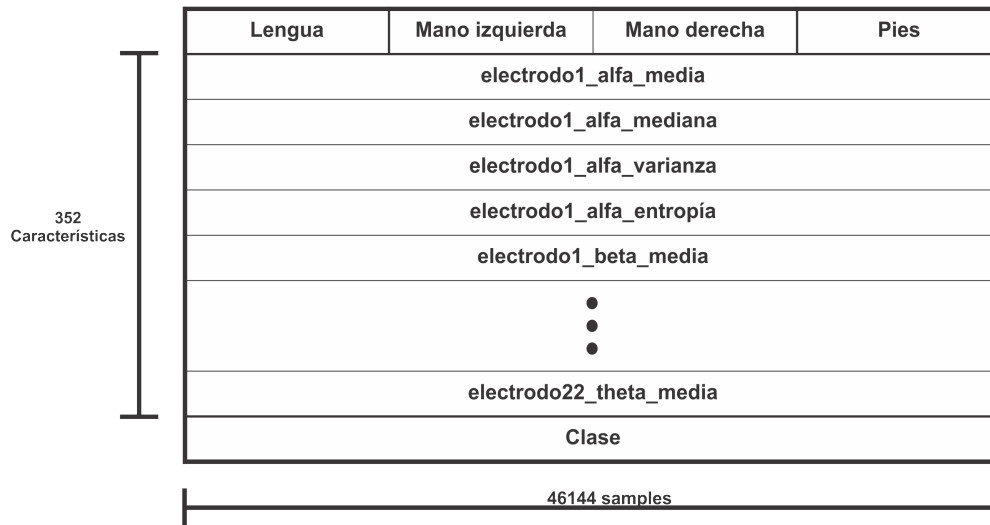 Lengua Mano izquierda Mano derecha Pies
electrodo1_alfa_media
electrodo1_alfa_mediana
electrodo1_alfa_varianza
electrodo1_alfa_entropía
electrodo1_beta_media
electrodo22_theta_media
Clase
352
Características
46144 samples